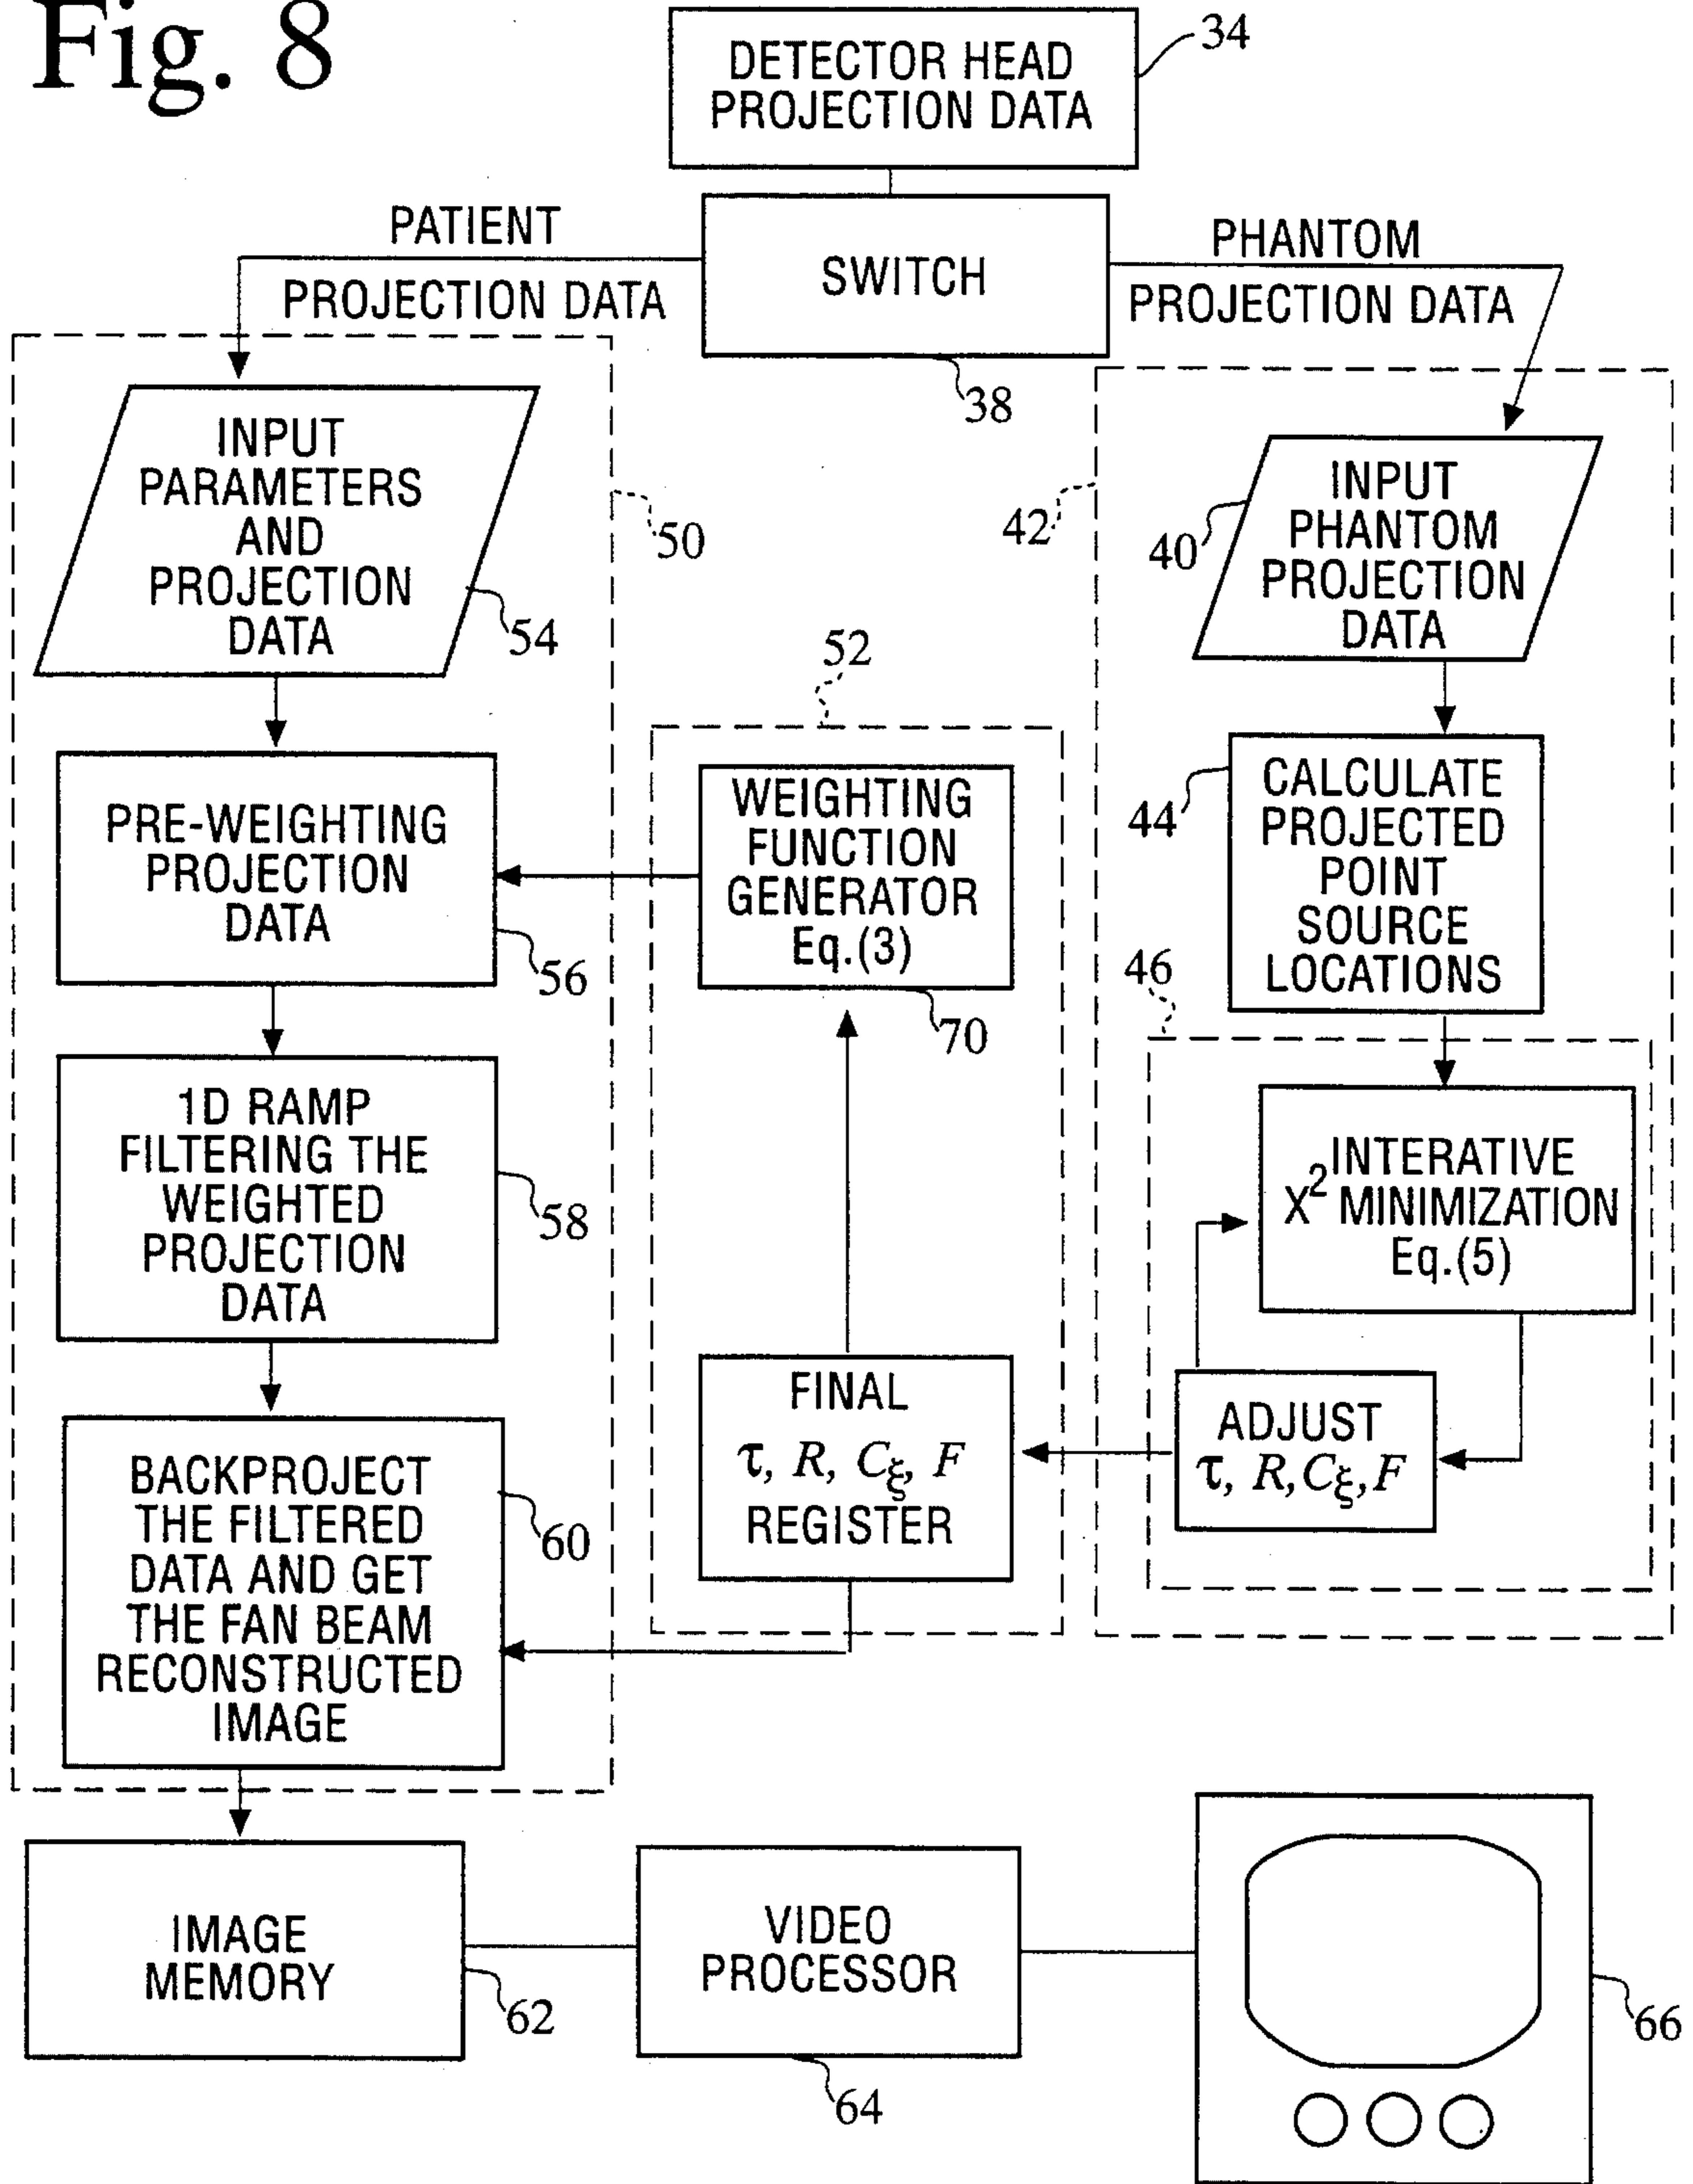 Fig. 8
DETECTOR HEAD
PROJECTION DATA
34
PATIENT
PROJECTION DATA
SWITCH
38
PHANTOM
PROJECTION DATA
INPUT
PARAMETERS
AND
PROJECTION
DATA
54
50
42
40
INPUT
PHANTOM
PROJECTION
DATA
52
PRE-WEIGHTING
PROJECTION
DATA
56
WEIGHTING
FUNCTION
GENERATOR
Eq.(3)
70
44
CALCULATE
PROJECTED
POINT
SOURCE
LOCATIONS
46
1D RAMP
FILTERING THE
WEIGHTED
PROJECTION
DATA
58
INTERATIVE
X² MINIMIZATION
Eq.(5)
BACKPROJECT
THE FILTERED
DATA AND GET
THE FAN BEAM
RECONSTRUCTED
IMAGE
60
FINAL
τ, R, Cξ, F
REGISTER
ADJUST
τ, R, Cξ, F
IMAGE
MEMORY
62
VIDEO
PROCESSOR
64
66